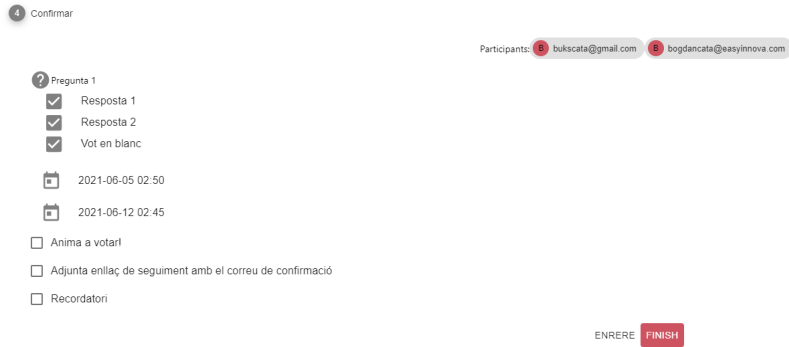 4 Confirmar
Participants: B bukscata@gmail.com B bogdancata@easyinnova.com
? Pregunta 1
Resposta 1
Resposta 2
Vot en blanc
2021-06-05 02:50
2021-06-12 02:45
Anima a votar!
Adjunta enllaç de seguiment amb el correu de confirmació
Recordatori
ENRERE FINISH